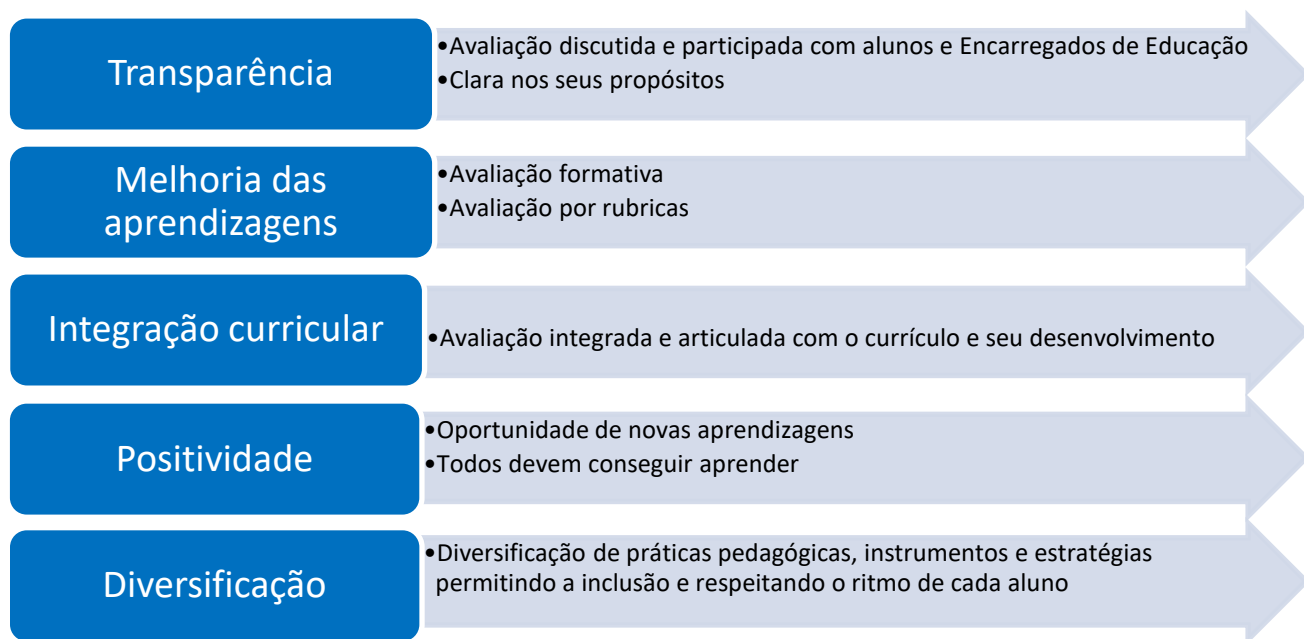 Transparência
•Avaliação discutida e participada com alunos e Encarregados de Educação
•Clara nos seus propósitos
Melhoria das
aprendizagens
•Avaliação formativa
•Avaliação por rubricas
Integração curricular
•Avaliação integrada e articulada com o currículo e seu desenvolvimento
Positividade
•Oportunidade de novas aprendizagens
•Todos devem conseguir aprender
Diversificação
•Diversificação de práticas pedagógicas, instrumentos e estratégias
permitindo a inclusão e respeitando o ritmo de cada aluno